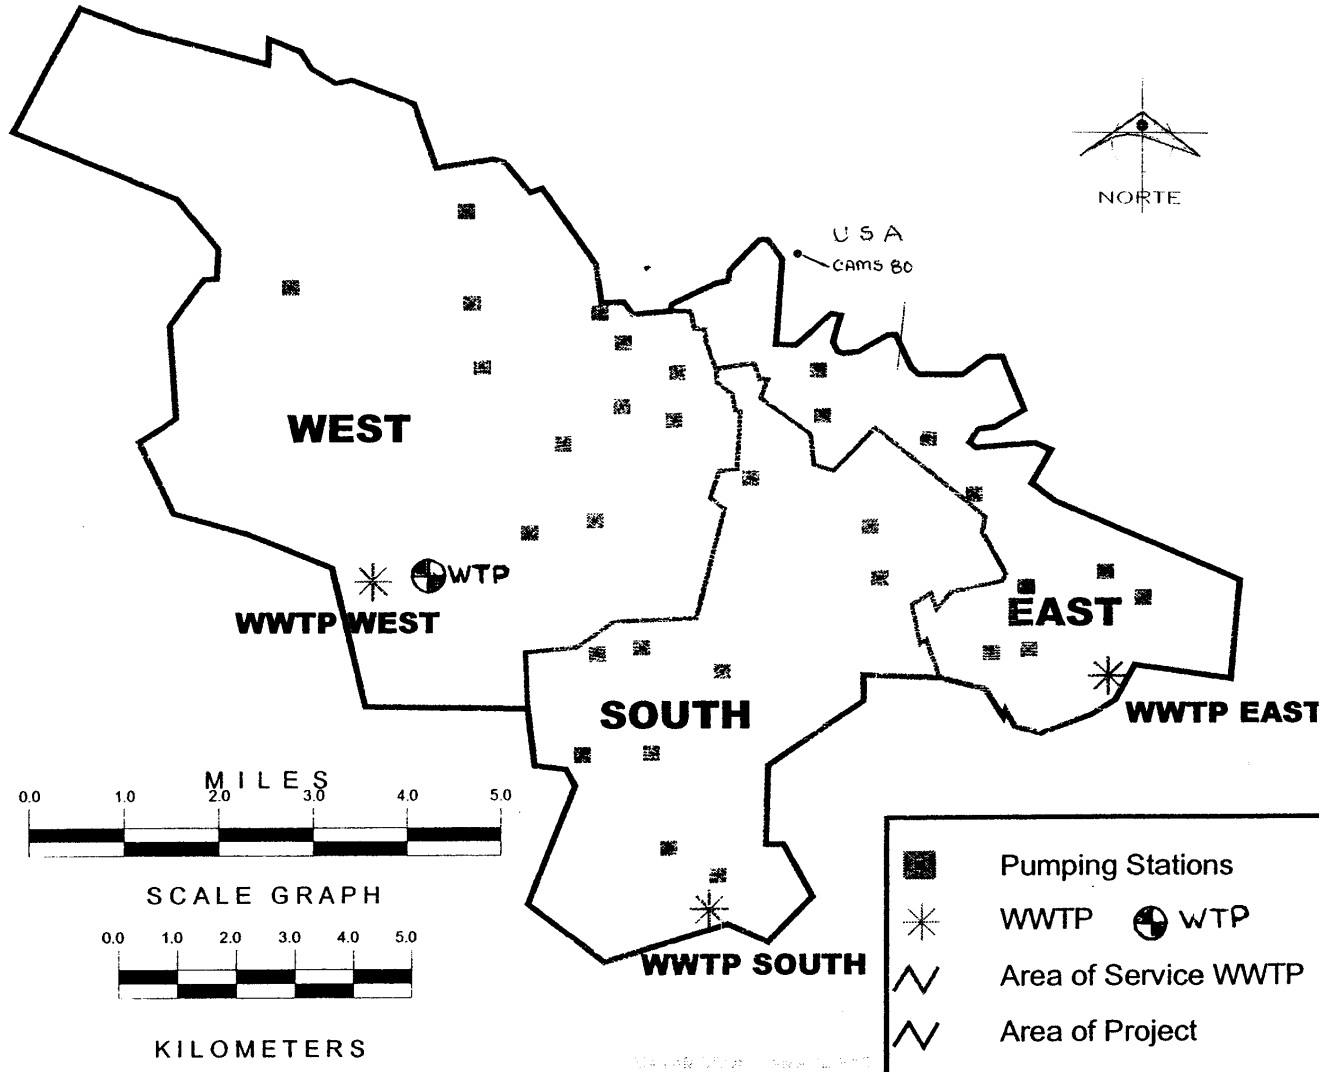 NORTE
USA
CAMS 80
WEST
WTP
WWTP WEST
EAST
SOUTH
WWTP EAST
MILES
0.0 1.0 2.0 3.0 4.0 5.0
SCALE GRAPH
0.0 1.0 2.0 3.0 4.0 5.0
KILOMETERS
WWTP SOUTH
Pumping Stations
WWTP WTP
Area of Service WWTP
Area of Project